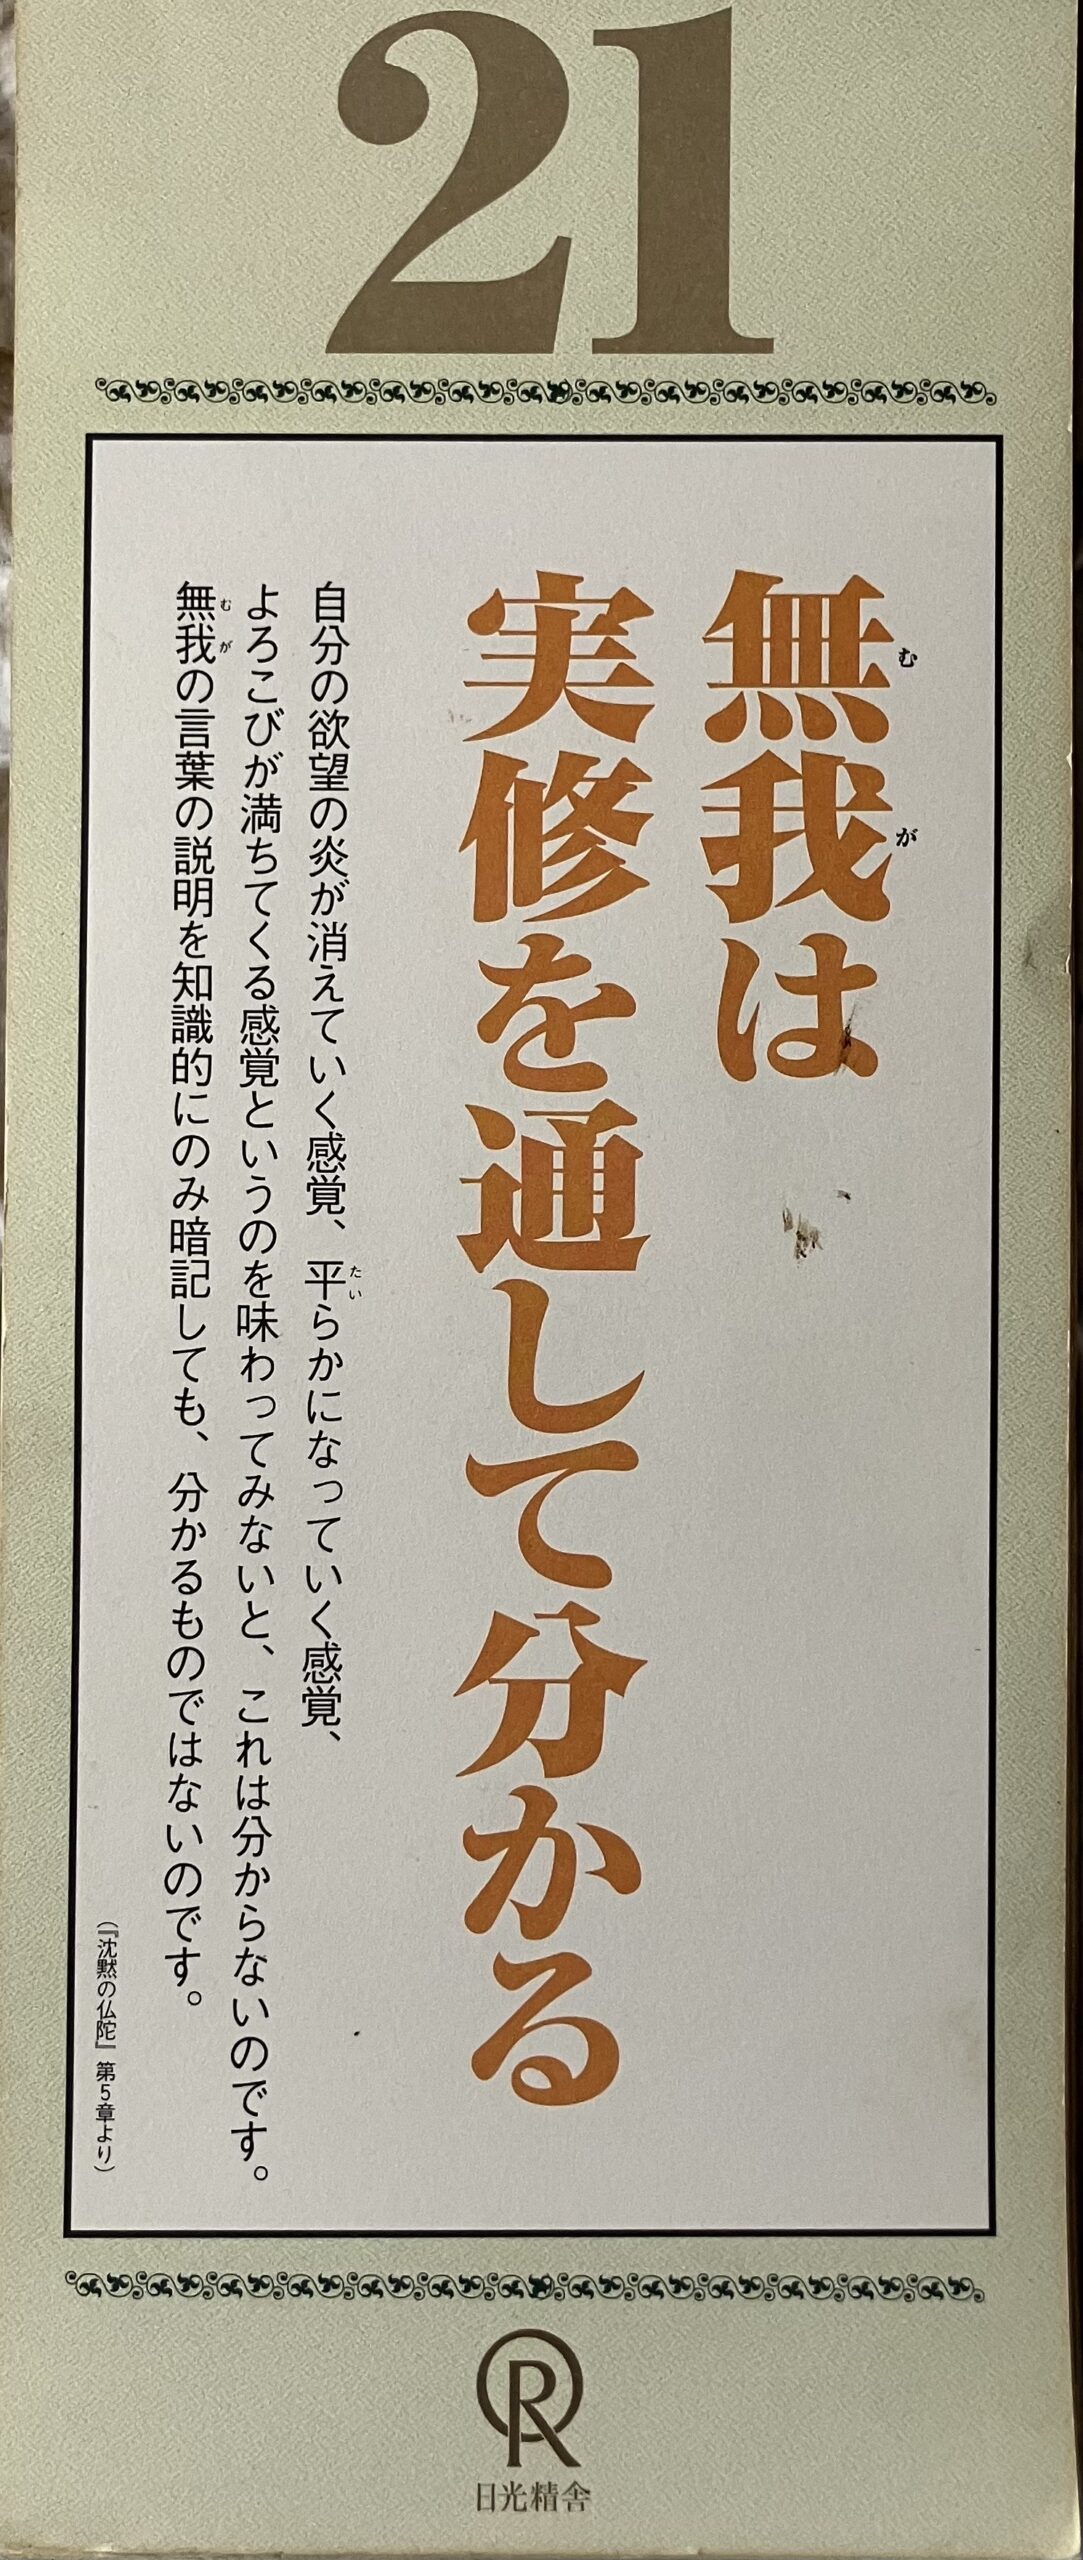 21
無我は
むが
実修を通して分かる
自分の欲望の炎が消えていく感覚、平らかになっていく感覚、
たい
よろこびが満ちてくる感覚というのを味わってみないと、これは分からないのです。
無我の言葉の説明を知識的にのみ暗記しても、分かるものではないのです。
むが
(『沈黙の仏陀』第5章より)
R
日光精舎